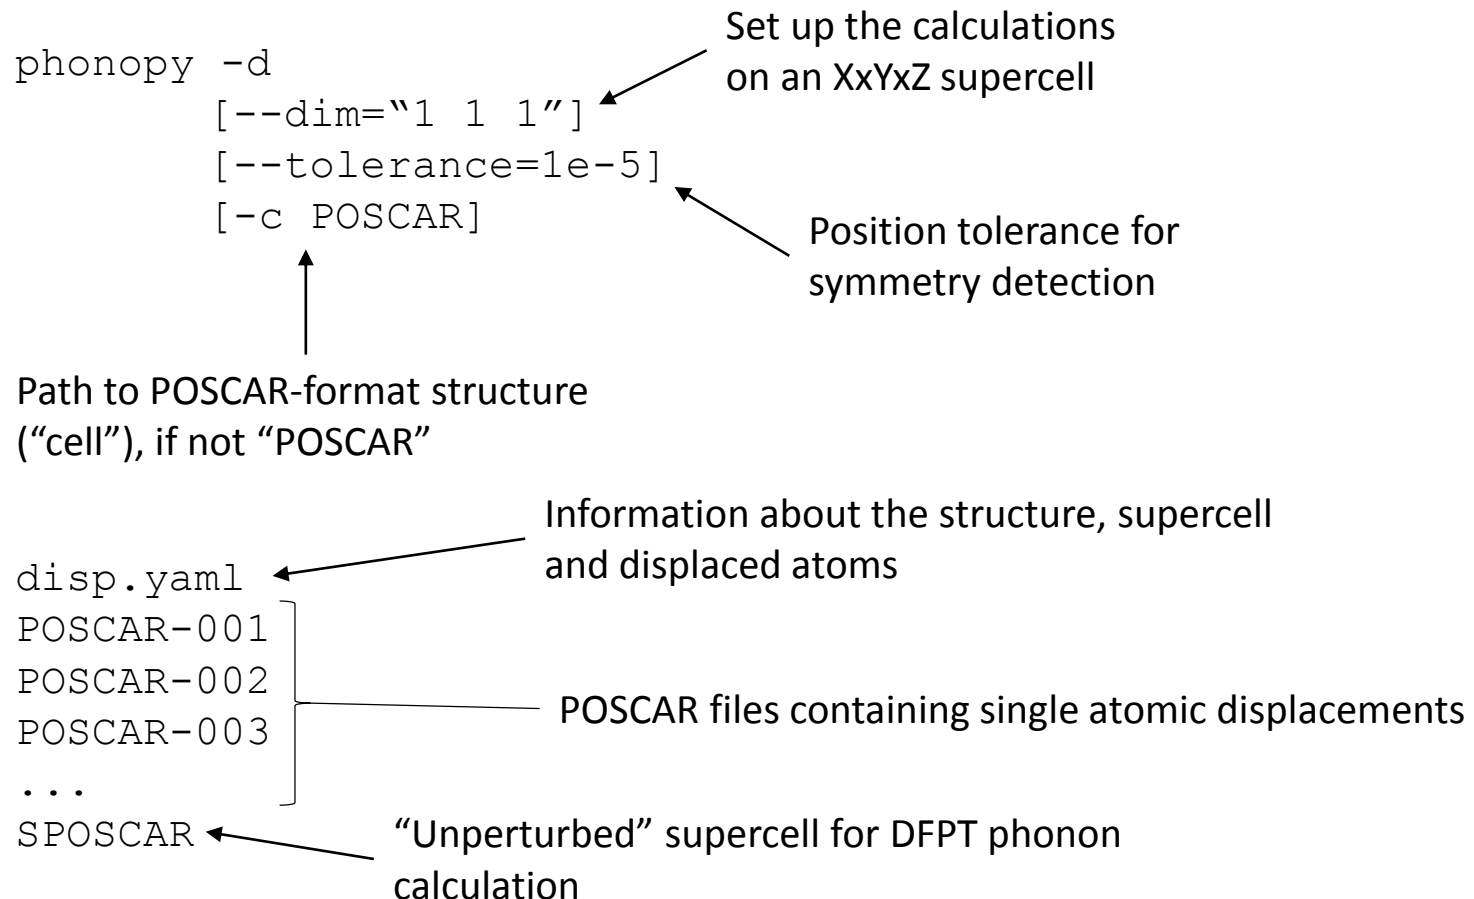 Set up the calculations
on an XxYxZ supercell
phonopy -d
[--dim=“1 1 1”]
[--tolerance=1e-5]
[-c POSCAR]
Position tolerance for
symmetry detection
Path to POSCAR-format structure
(“cell”), if not “POSCAR”
Information about the structure, supercell
and displaced atoms
disp.yaml
POSCAR-001
POSCAR-002
POSCAR-003
...
SPOSCAR
POSCAR files containing single atomic displacements
“Unperturbed” supercell for DFPT phonon
calculation